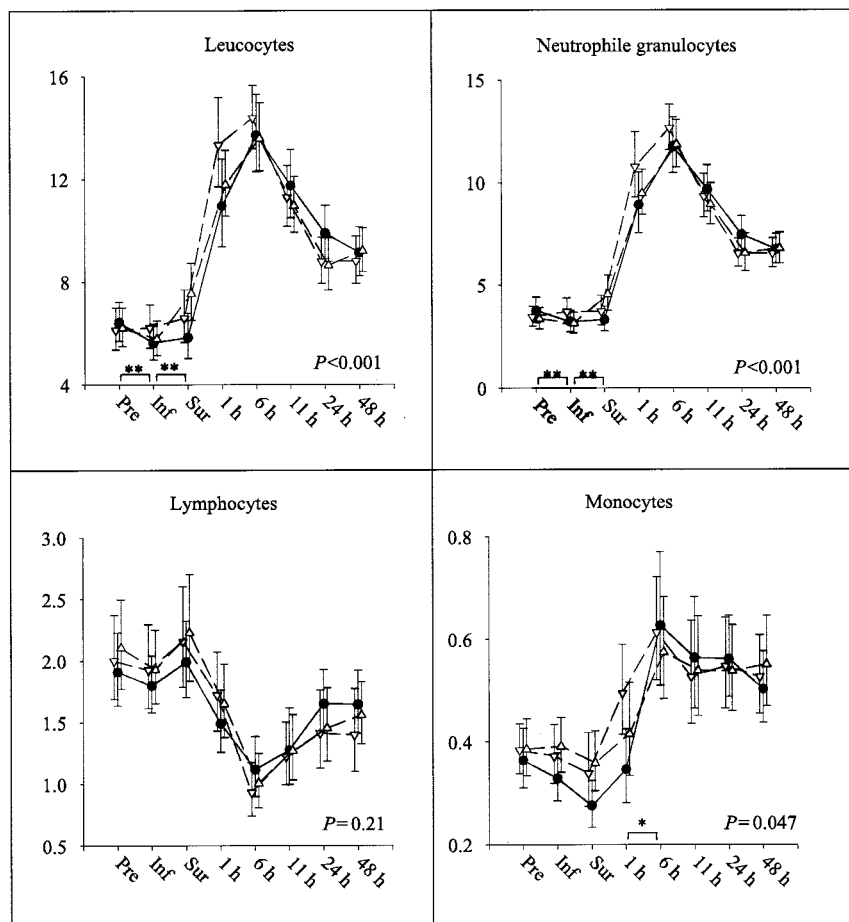 Leucocytes
16
12
8
4
** **
P<0.001
Pre Inf Sur 1 h 6 h 11 h 24 h 48 h
Neutrophile granulocytes
15
10
5
0
** **
P<0.001
Pre Inf Sur 1 h 6 h 11 h 24 h 48 h
Lymphocytes
3.0
2.5
2.0
1.5
1.0
0.5
P=0.21
Pre Inf Sur 1 h 6 h 11 h 24 h 48 h
Monocytes
0.8
0.6
0.4
0.2
*
P=0.047
Pre Inf Sur 1 h 6 h 11 h 24 h 48 h